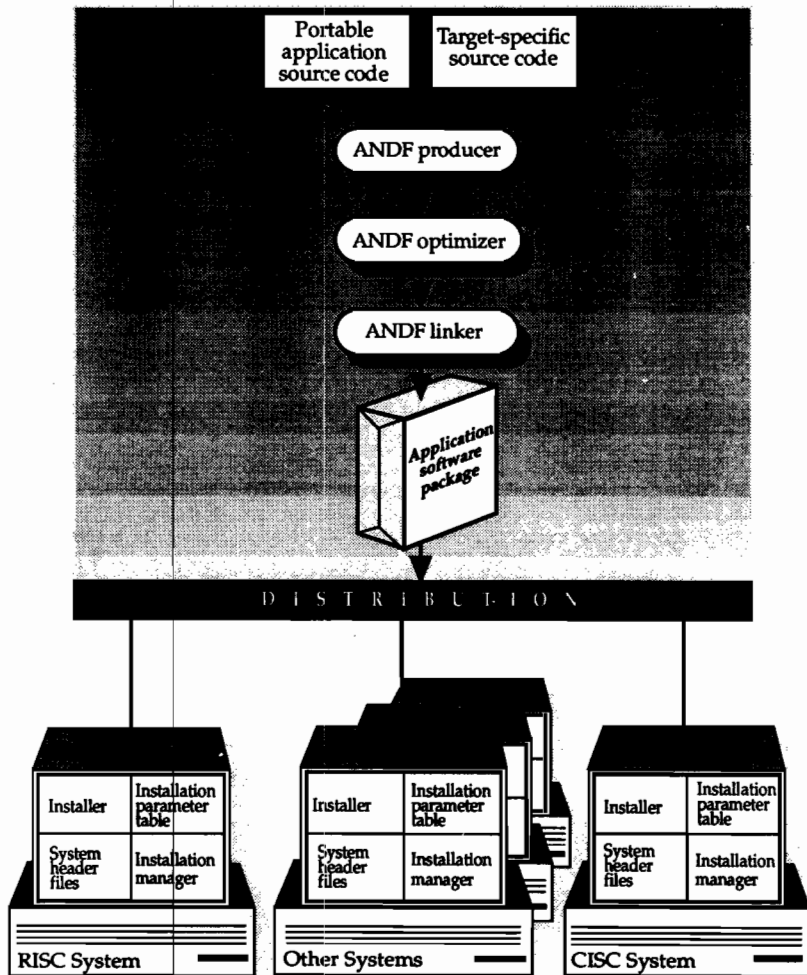 Portable
application
source code
Target-specific
source code
ANDF producer
ANDF optimizer
ANDF linker
Application
software
package
DISTRIBUTION
Installer
Installation
parameter
table
System
header
files
Installation
manager
RISC System
Installer
Installation
parameter
table
System
header
files
Installation
manager
Other Systems
Installer
Installation
parameter
table
System
header
files
Installation
manager
CISC System